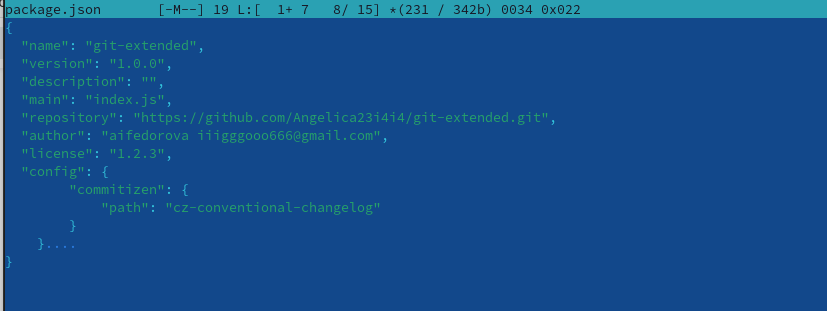 package.json [-M--] 19 L:[ 1+ 7 8/ 15] *(231 / 342b) 0034 0x022
{
"name": "git-extended",
"version": "1.0.0",
"description": "",
"main": "index.js",
"repository": "https://github.com/Angelica23i4i4/git-extended.git",
"author": "aifedorova iiigggooo666@gmail.com",
"license": "1.2.3",
"config": {
"commitizen": {
"path": "cz-conventional-changelog"
}
}....
}